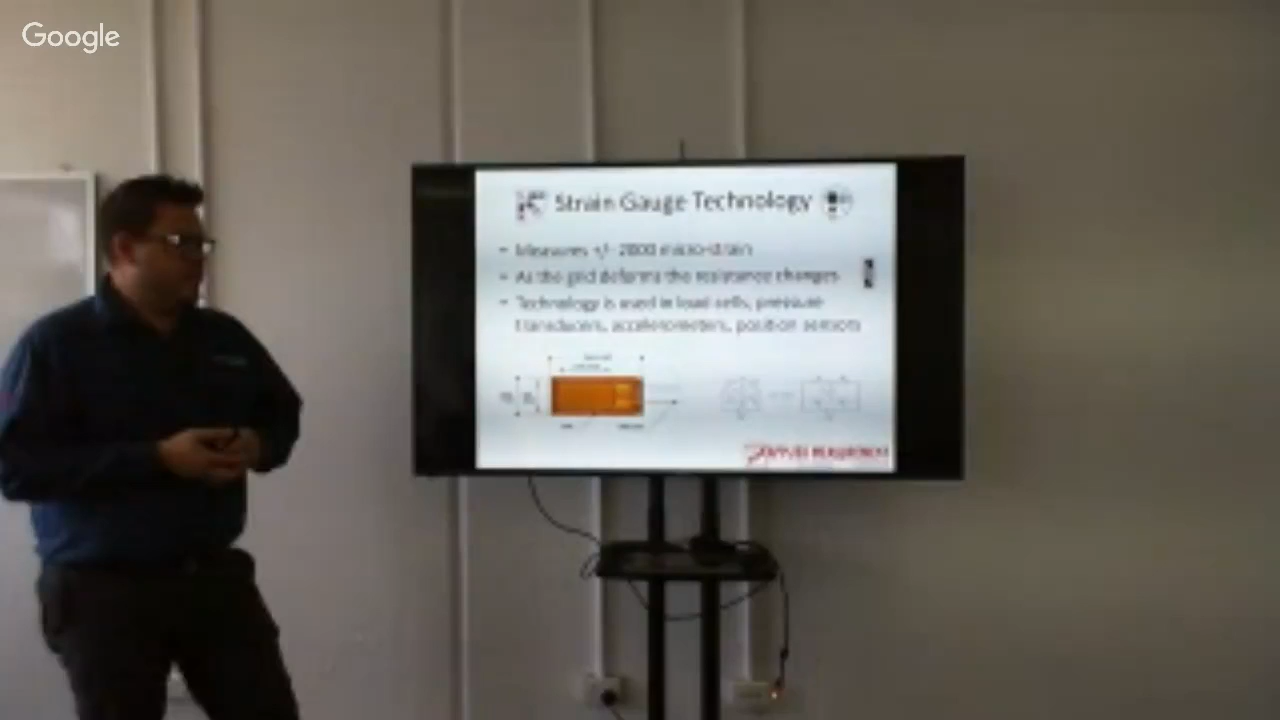 Google
Strain Gauge Technology
Measures +/- 2000 micro-strain
As the grid deforms the resistance changes
Technology is used in load cells, pressure
transducers, accelerometers, position sensors